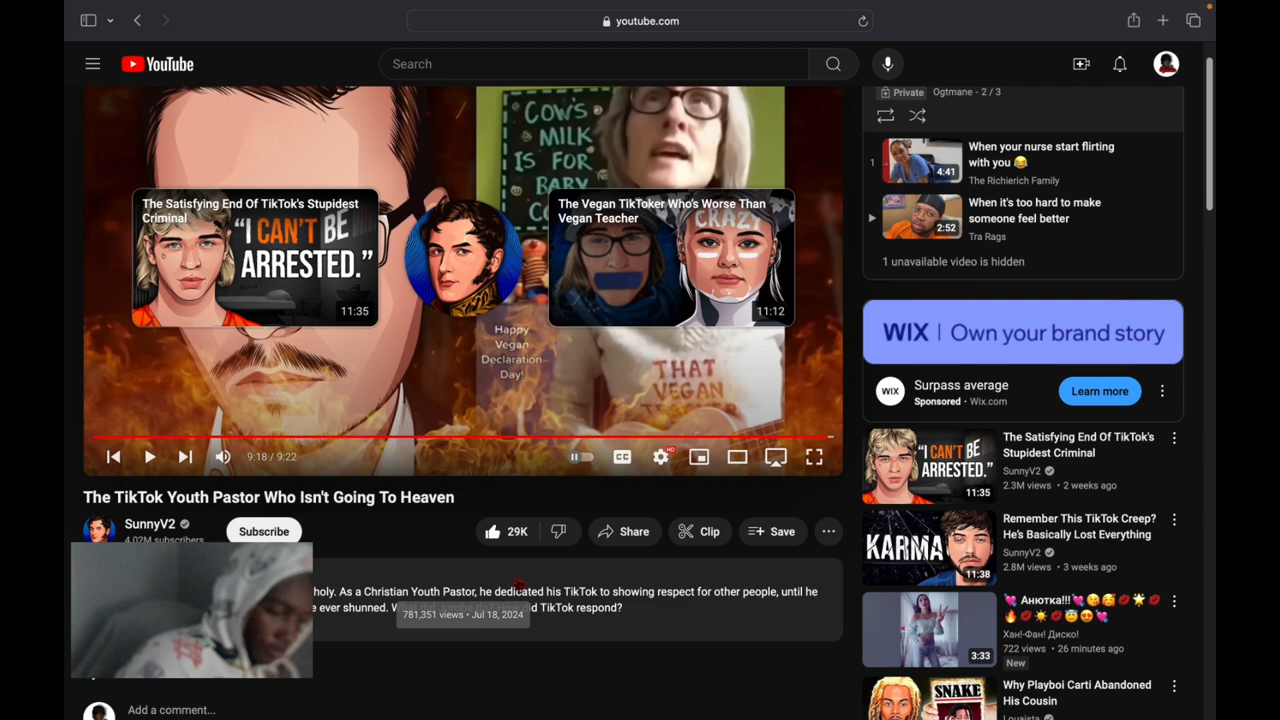 youtube.com
YouTube
Search
COW'S
MILK
IS FOR
BABY
The Satisfying End Of TikTok's Stupidest
Criminal
"I CAN'T BE
ARRESTED."
11:35
The Vegan TikToker Who's Worse Than
Vegan Teacher
CRAZY
11:12
Happy
Vegan
Declaration
Day!
THAT
VEGAN
9:18 / 9:22
CC
HD
The TikTok Youth Pastor Who Isn't Going To Heaven
SunnyV2
4.02M subscribers
Subscribe
29K
Share
Clip
Save
holy. As a Christian Youth Pastor, he dedicated his TikTok to showing respect for other people, until he
e ever shunned.
TikTok respond?
781,351 views • Jul 18, 2024
Add a comment...
Private
Ogtmane - 2 / 3
1
When your nurse start flirting
with you 😂
The Richierich Family
4:41
When it's too hard to make
someone feel better
Tra Rags
2:52
1 unavailable video is hidden
WIX | Own your brand story
WIX
Surpass average
Sponsored • Wix.com
Learn more
"I CAN'T BE
ARRESTED."
11:35
The Satisfying End Of TikTok's
Stupidest Criminal
SunnyV2
2.3M views • 2 weeks ago
KARMA
11:38
Remember This TikTok Creep?
He's Basically Lost Everything
SunnyV2
2.8M views • 3 weeks ago
3:33
💘 Анютка!!!💘😘🥰💋🌟💋
🔥💋☀💋😇😍💘
Хан!-Фан! Диско!
722 views • 26 minutes ago
New
SNAKE
Why Playboi Carti Abandoned
His Cousin